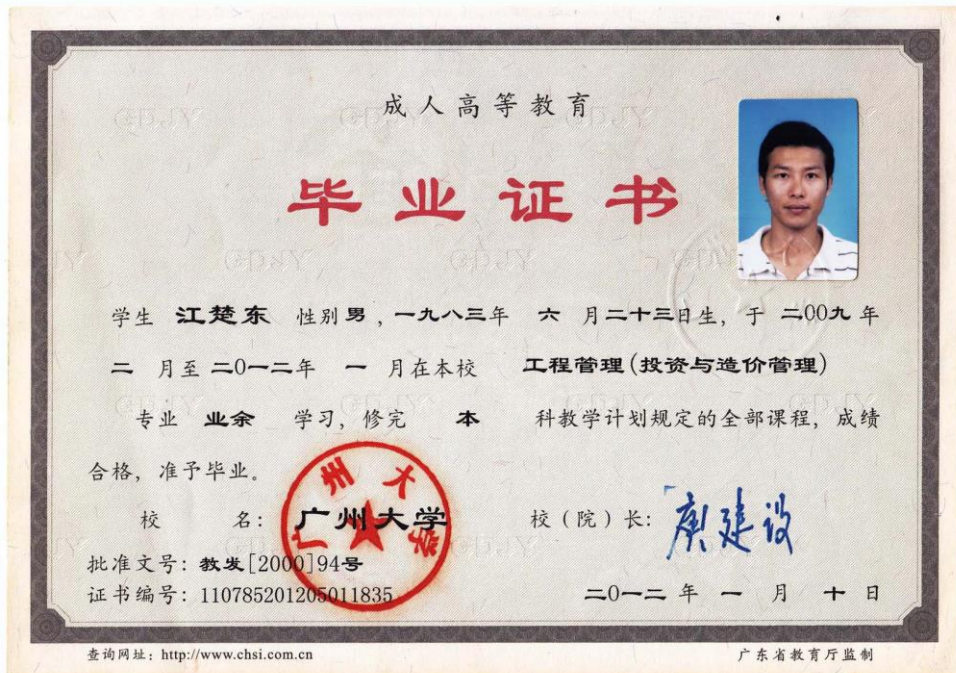 成人高等教育
毕业证书
学生 江楚东 性别 男 , 一九八三年 六 月二十三日生, 于 二00九 年
二 月至 二0一二年 一 月在本校 工程管理(投资与造价管理)
专业 业余 学习, 修完 本 科教学计划规定的全部课程, 成绩
合格, 准予毕业。
广州大学
校 名: 广州大学 校(院)长: 庾建设
批准文号: 教发[2000]94号
证书编号: 110785201205011835 二0一二 年 一 月 十 日
查询网址: http://www.chsi.com.cn 广东省教育厅监制